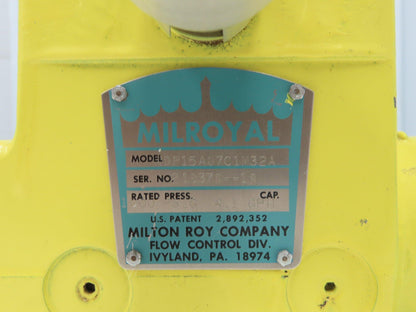 MILROYAL
MODEL
SER. NO.
RATED PRESS. CAP.
U.S. PATENT 2,892,352
MILTON ROY COMPANY
FLOW CONTROL DIV.
IVYLAND, PA. 18974